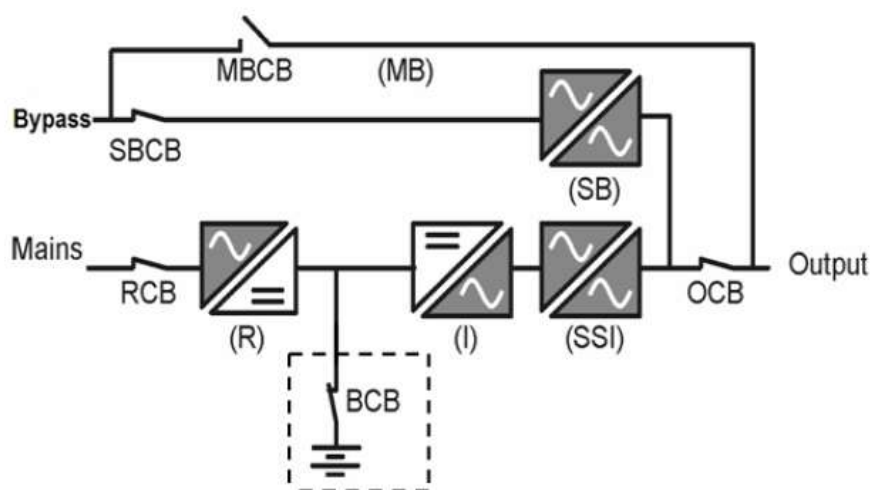 MBCB
(MB)
Bypass
SBCB
(SB)
Mains
Output
RCB
OCB
(R)
(I)
(SSI)
BCB